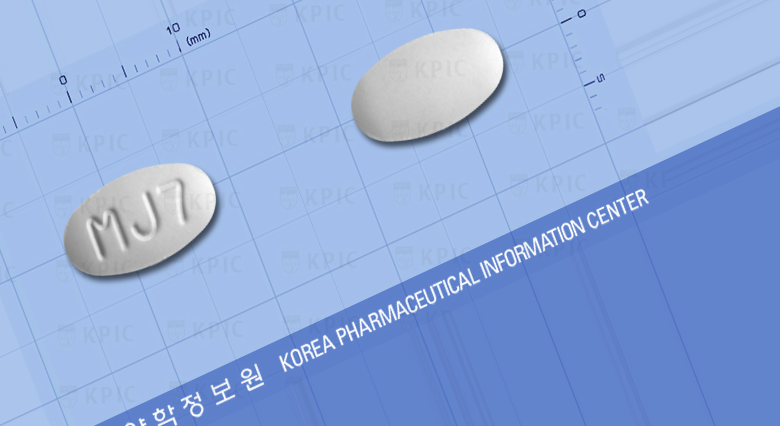 0 10 (mm)
0 5
MJ7
KPIC
약학정보원 KOREA PHARMACEUTICAL INFORMATION CENTER